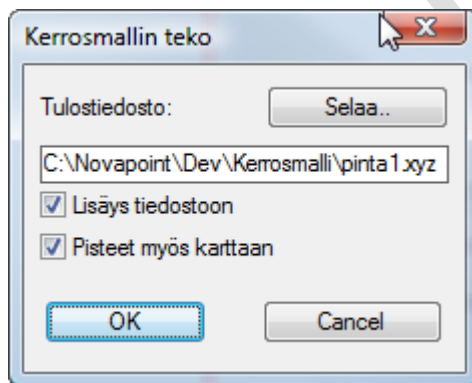 Kerrosmallin teko
Tulostiedosto: Selaa..
C:\Novapoint\Dev\Kerrosmalli\pinta1.xyz
Lisäys tiedostoon
Pisteet myös karttaan
OK Cancel